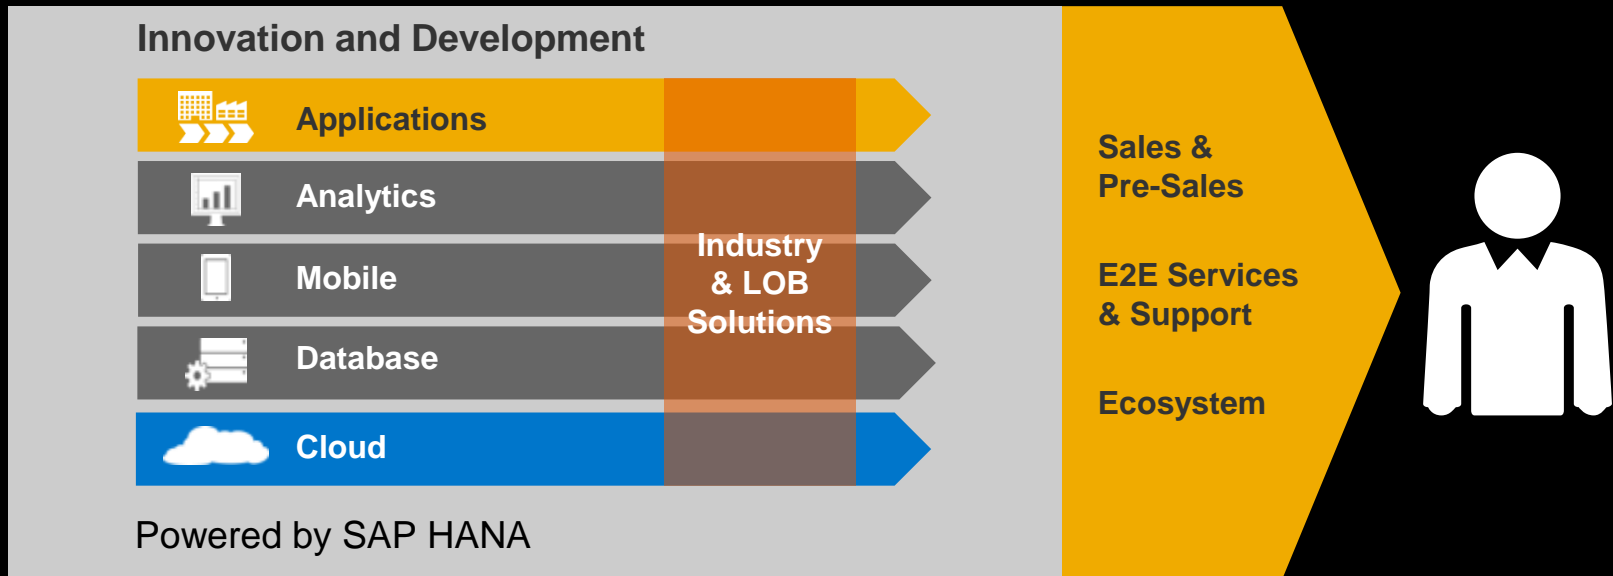 Innovation and Development
Applications
Analytics
Mobile
Database
Cloud
Industry
& LOB
Solutions
Powered by SAP HANA
Sales &
Pre-Sales
E2E Services
& Support
Ecosystem